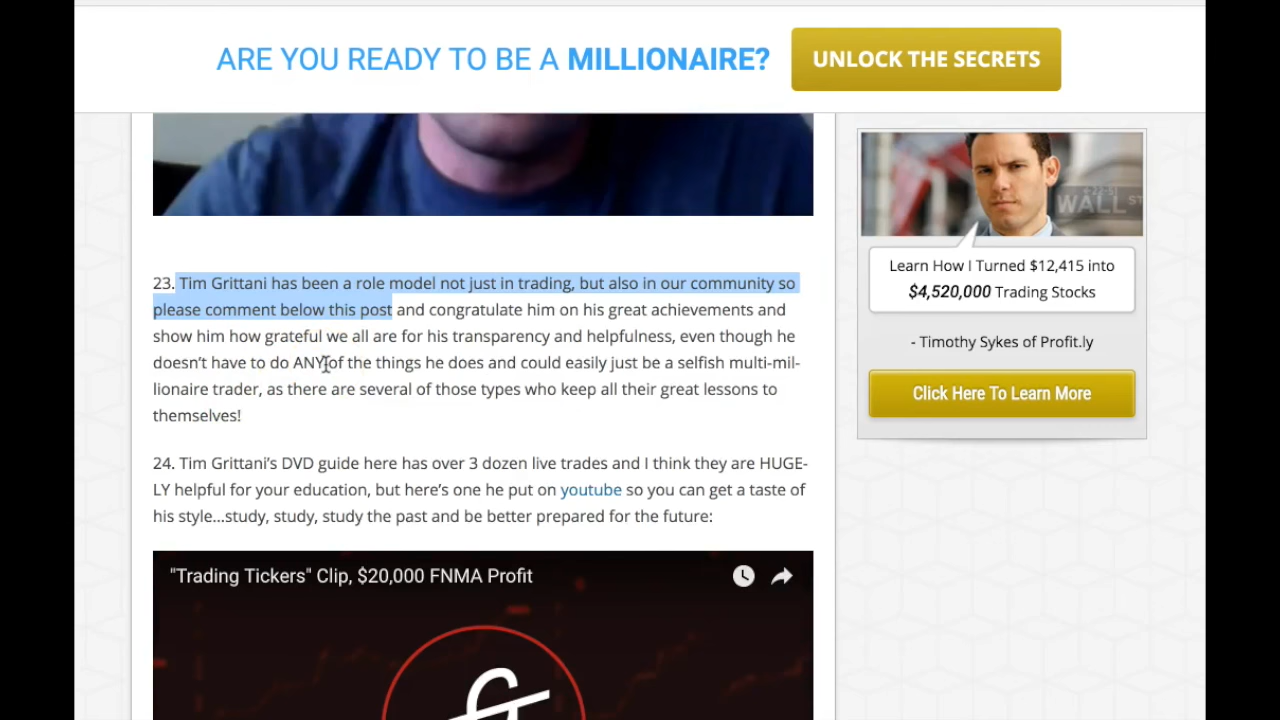 ARE YOU READY TO BE A MILLIONAIRE?
UNLOCK THE SECRETS
23. Tim Grittani has been a role model not just in trading, but also in our community so
please comment below this post and congratulate him on his great achievements and
show him how grateful we all are for his transparency and helpfulness, even though he
doesn't have to do ANY of the things he does and could easily just be a selfish multi-mil-
lionaire trader, as there are several of those types who keep all their great lessons to
themselves!
24. Tim Grittani's DVD guide here has over 3 dozen live trades and I think they are HUGE-
LY helpful for your education, but here's one he put on youtube so you can get a taste of
his style...study, study, study the past and be better prepared for the future:
"Trading Tickers" Clip, $20,000 FNMA Profit
WALL ST
Learn How I Turned $12,415 into
$4,520,000 Trading Stocks
- Timothy Sykes of Profit.ly
Click Here To Learn More